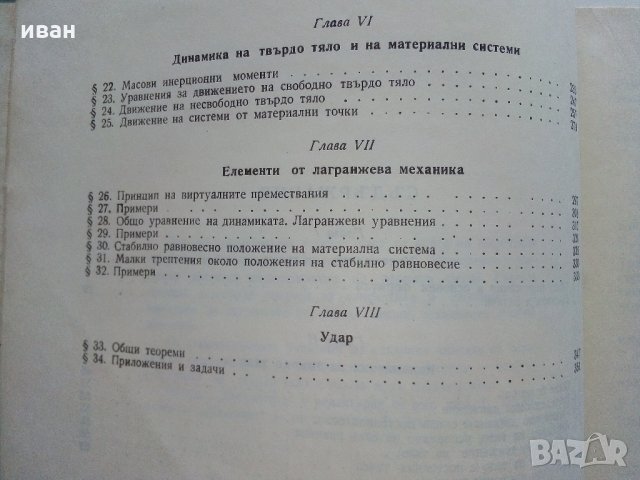 иван
Глава VI
Динамика на твърдо тяло и на материални системи
§ 22. Масови инерционни моменти
§ 23. Уравнения за движението на свободно твърдо тяло
§ 24. Движение на несвободно твърдо тяло
§ 25. Движение на системи от материални точки
Глава VII
Елементи от лагранжева механика
§ 26. Принцип на виртуалните премествания
§ 27. Примери
§ 28. Общо уравнение на динамиката. Лагранжеви уравнения
§ 29. Примери
§ 30. Стабилно равновесно положение на материална система
§ 31. Малки трептения около положения на стабилно равновесие
§ 32. Примери
Глава VIII
Удар
§ 33. Общи теореми
§ 34. Приложения и задачи
BAZAR